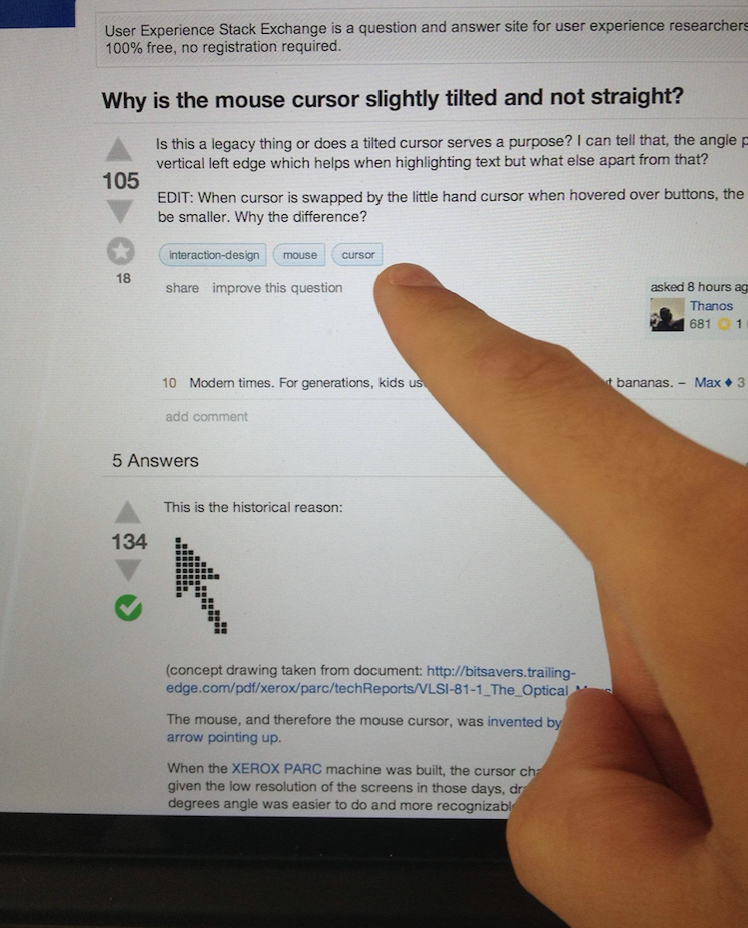 User Experience Stack Exchange is a question and answer site for user experience researchers
100% free, no registration required.
Why is the mouse cursor slightly tilted and not straight?
Is this a legacy thing or does a tilted cursor serves a purpose? I can tell that, the angle p
vertical left edge which helps when highlighting text but what else apart from that?
105
EDIT: When cursor is swapped by the little hand cursor when hovered over buttons, the
be smaller. Why the difference?
18
interaction-design mouse cursor
share improve this question
asked 8 hours ag
Thanos
681 1
10 Modern times. For generations, kids us bananas. – Max ♦ 3
add comment
5 Answers
This is the historical reason:
134
(concept drawing taken from document: http://bitsavers.trailing-
edge.com/pdf/xerox/parc/techReports/VLSI-81-1_The_Optical_
The mouse, and therefore the mouse cursor, was invented by
arrow pointing up.
When the XEROX PARC machine was built, the cursor cha
given the low resolution of the screens in those days, dr
degrees angle was easier to do and more recognizabl